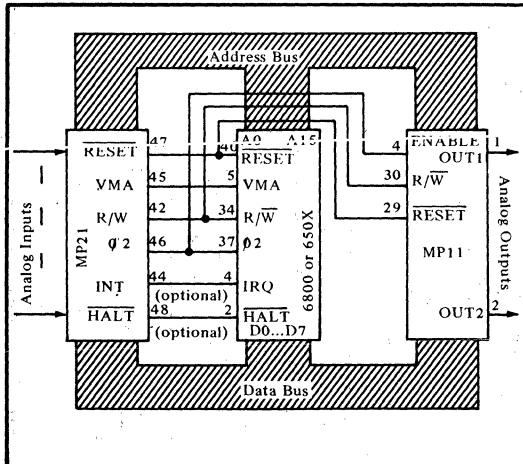 Address Bus
Analog Inputs
MP21
RESET 47
VMA 45
R/W 42
Ø2 46
INT 44
(optional)
HALT 48
(optional)
A0 A15
40 RESET
5 VMA
34 R/W
37 Ø2
4 IRQ
2 HALT
D0...D7
6800 or 650X
4 ENABLE
OUT1 1
30 R/W
29 RESET
MP11
OUT2 2
Analog Outputs
Data Bus